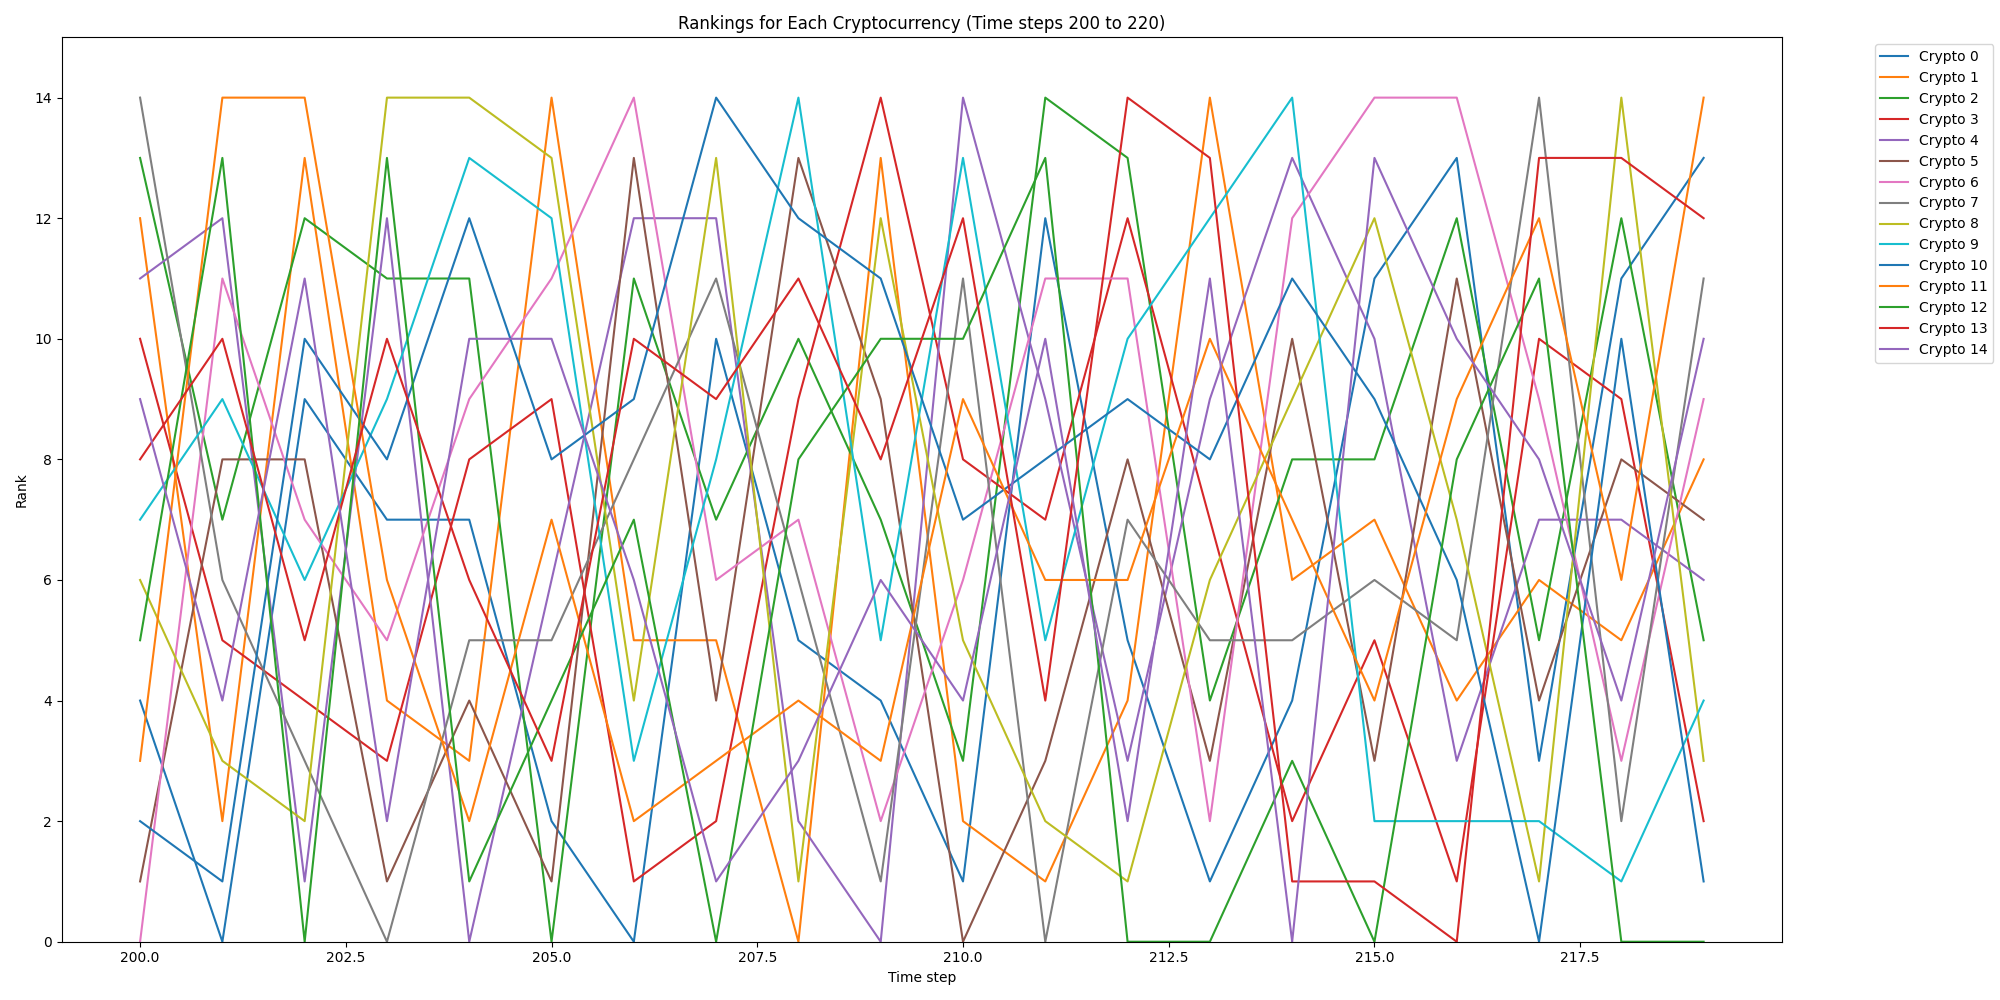 Rankings for Each Cryptocurrency (Time steps 200 to 220)
Rank
14
12
10
8
6
4
2
0
200.0
202.5
205.0
207.5
210.0
212.5
215.0
217.5
Time step
Crypto 0
Crypto 1
Crypto 2
Crypto 3
Crypto 4
Crypto 5
Crypto 6
Crypto 7
Crypto 8
Crypto 9
Crypto 10
Crypto 11
Crypto 12
Crypto 13
Crypto 14